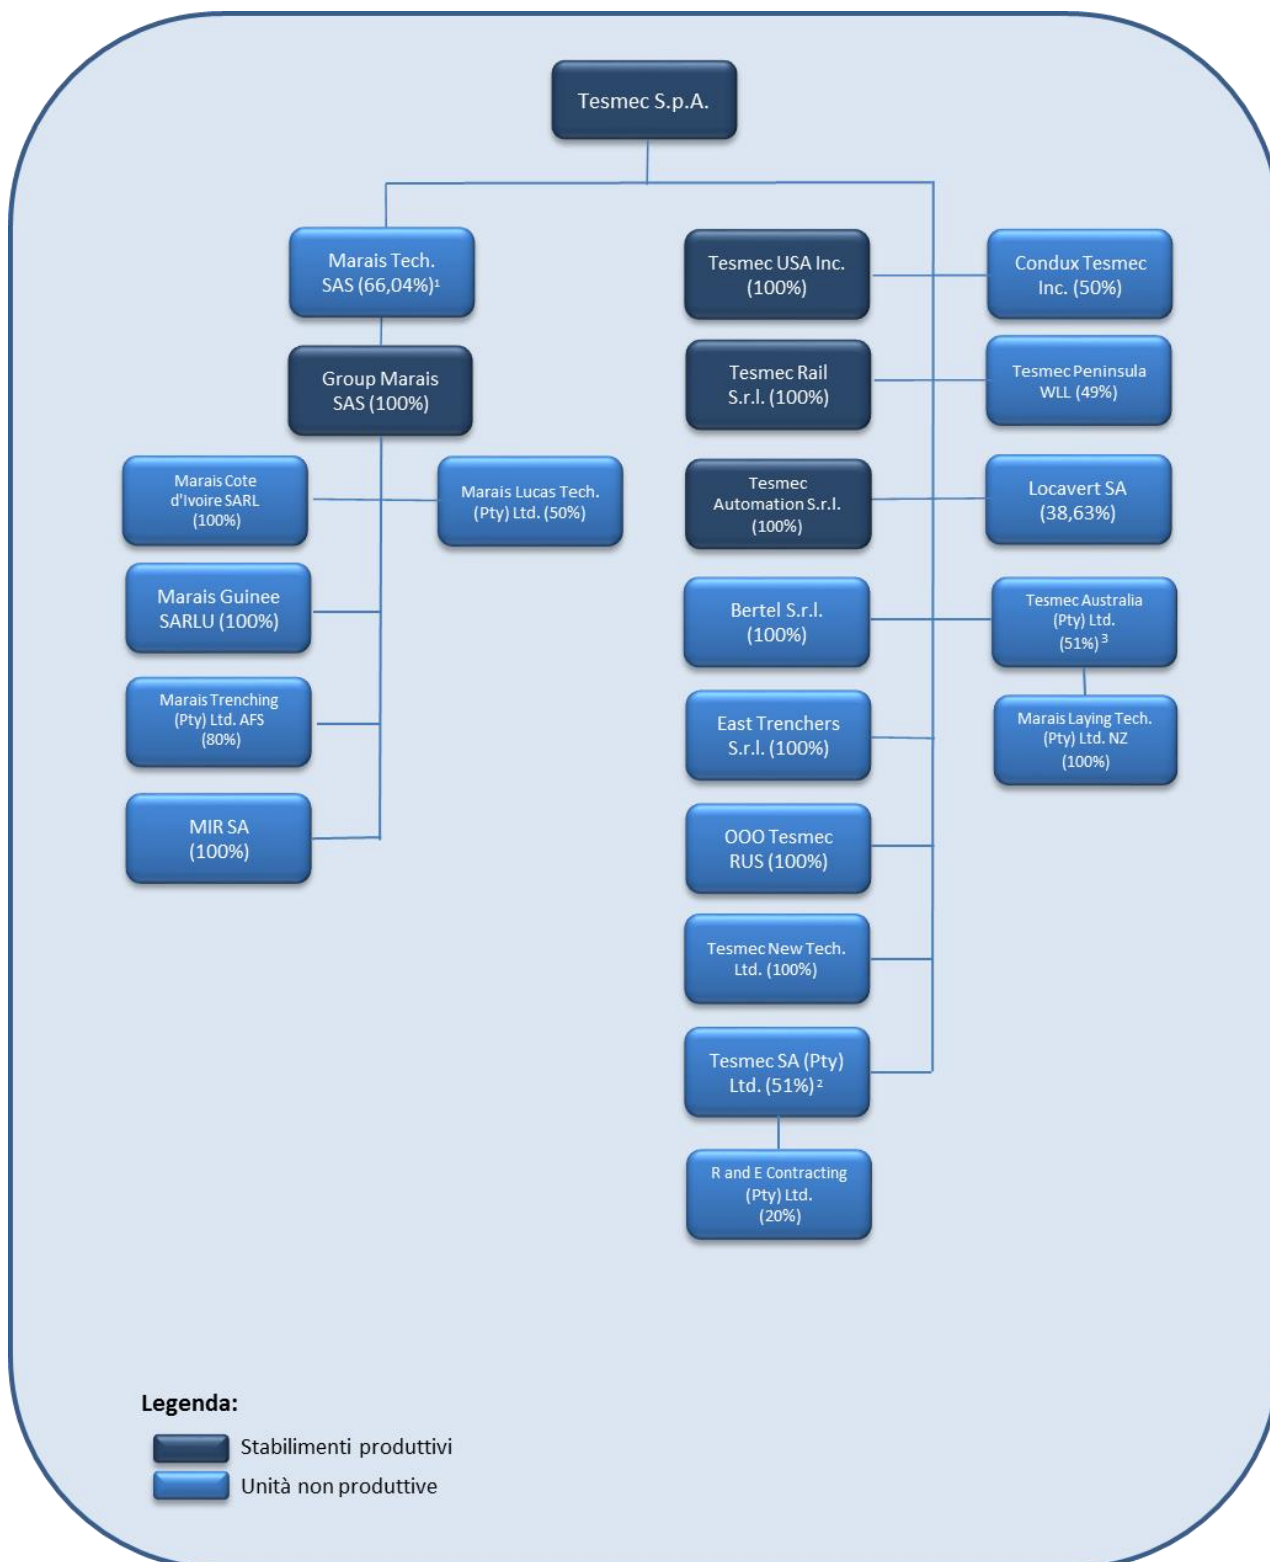 Tesmec S.p.A.
Marais Tech.
SAS (66,04%)¹
Group Marais
SAS (100%)
Marais Cote
d'Ivoire SARL
(100%)
Marais Lucas Tech.
(Pty) Ltd. (50%)
Marais Guinee
SARLU (100%)
Marais Trenching
(Pty) Ltd. AFS
(80%)
MIR SA
(100%)
Tesmec USA Inc.
(100%)
Condux Tesmec
Inc. (50%)
Tesmec Rail
S.r.l. (100%)
Tesmec Peninsula
WLL (49%)
Tesmec
Automation S.r.l.
(100%)
Locavert SA
(38,63%)
Bertel S.r.l.
(100%)
Tesmec Australia
(Pty) Ltd.
(51%)³
Marais Laying Tech.
(Pty) Ltd. NZ
(100%)
East Trenchers
S.r.l. (100%)
OOO Tesmec
RUS (100%)
Tesmec New Tech.
Ltd. (100%)
Tesmec SA (Pty)
Ltd. (51%)²
R and E Contracting
(Pty) Ltd.
(20%)
Legenda:
Stabilimenti produttivi
Unità non produttive